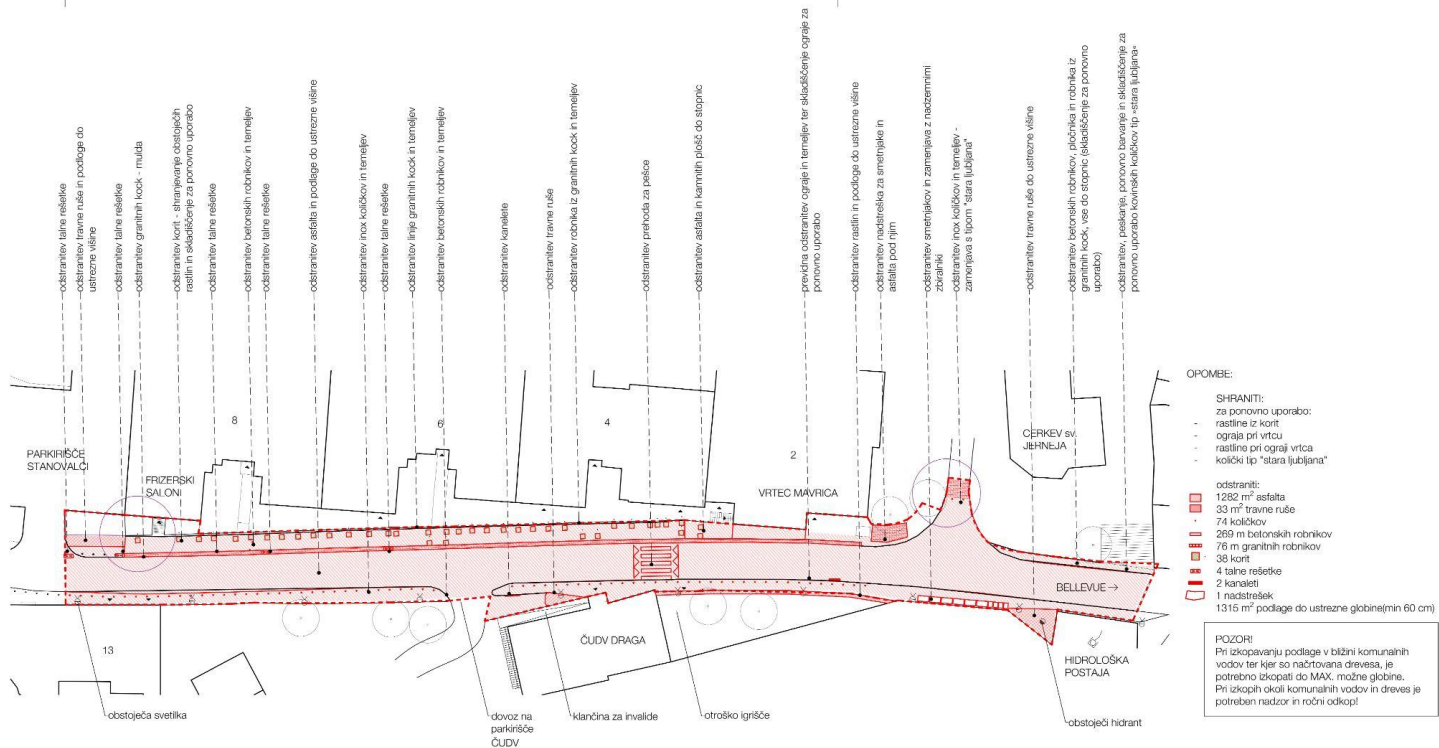 odstranitev talne rešetke
odstranitev travne ruše in podloge do
ustrezne višine
odstranitev talne rešetke
odstranitev granitnih kock - mulda
odstranitev korit - shranjevanje obstoječih
rastlin in skladiščenje za ponovno uporabo
odstranitev talne rešetke
odstranitev betonskih robnikov in temeljev
odstranitev talne rešetke
odstranitev asfalta in podlage do ustrezne višine
odstranitev inox količkov in temeljev
odstranitev talne rešetke
odstranitev linije granitnih kock in temeljev
odstranitev betonskih robnikov in temeljev
odstranitev kanalete
odstranitev travne ruše
odstranitev robnika iz granitnih kock in temeljev
odstranitev prehoda za pešce
odstranitev asfalta in kamnitih plošč do stopnic
previdna odstranitev ograje in temeljev ter skladiščenje ograje za
ponovno uporabo
odstranitev rastlin in podloge do ustrezne višine
odstranitev nadstreška za smetnjake in
asfalta pod njim
odstranitev smetnjakov in zamenjava z nadzemnimi
zbiralniki
odstranitev inox količkov in temeljev -
zamenjava s tipom "stara ljubljana"
odstranitev travne ruše do ustrezne višine
odstranitev betonskih robnikov, pločnika in robnika iz
granitnih kock, vse do stopnic (skladiščenje za ponovno
uporabo)
odstranitev, peskanje, ponovno barvanje in skladiščenje za
ponovno uporabo kovinskih količkov tip »stara ljubljana«
PARKIRIŠČE
STANOVALCI
FRIZERSKI
SALONI
8
6
4
2
VRTEC MAVRICA
CERKEV sv.
JERNEJA
BELLEVUE →
13
ČUDV DRAGA
HIDROLOŠKA
POSTAJA
obstoječa svetilka
dovoz na
parkirišče
ČUDV
klančina za invalide
otroško igrišče
obstoječi hidrant
OPOMBE:
SHRANITI:
za ponovno uporabo:
- rastline iz korit
- ograja pri vrtcu
- rastline pri ograji vrtca
- količki tip "stara ljubljana"
odstraniti:
1282 m² asfalta
33 m² travne ruše
74 količkov
269 m betonskih robnikov
76 m granitnih robnikov
38 korit
4 talne rešetke
2 kanaleti
1 nadstrešek
1315 m² podlage do ustrezne globine(min 60 cm)
POZOR!
Pri izkopavanju podlage v bližini komunalnih
vodov ter kjer so načrtovana drevesa, je
potrebno izkopati do MAX. možne globine.
Pri izkopih okoli komunalnih vodov in dreves je
potreben nadzor in ročni odkop!